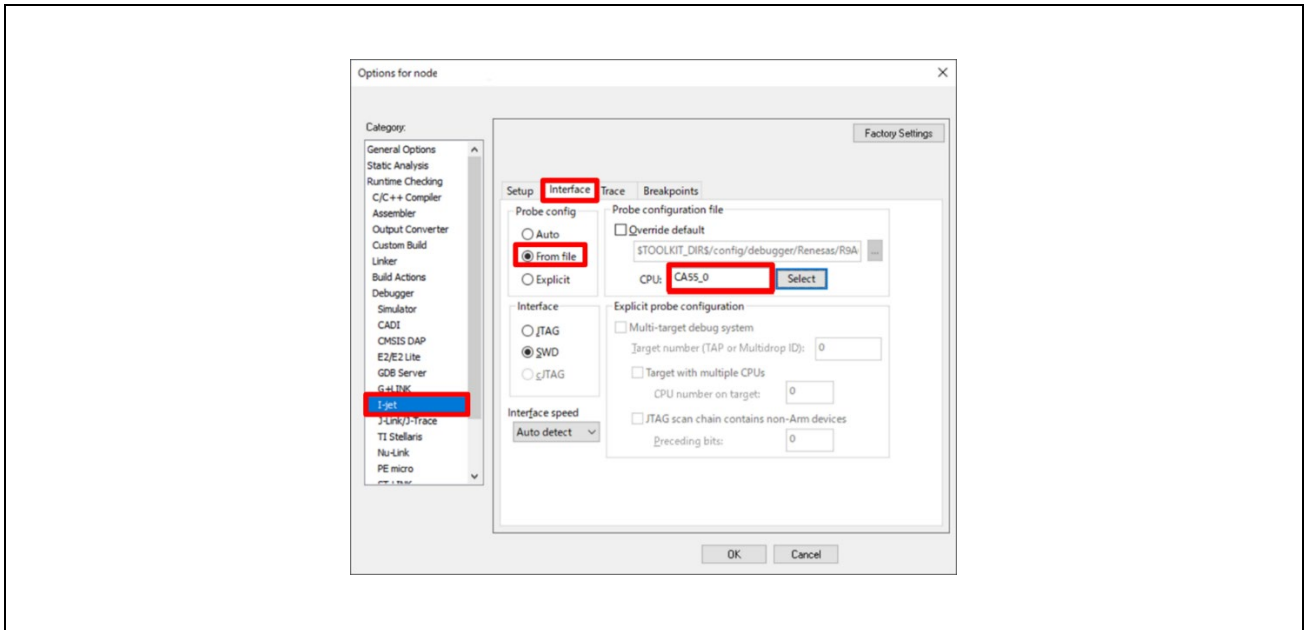 Options for node
Category:
General Options
Static Analysis
Runtime Checking
C/C++ Compiler
Assembler
Output Converter
Custom Build
Linker
Build Actions
Debugger
Simulator
CADI
CMSIS DAP
E2/E2 Lite
GDB Server
G+LINK
I-jet
J-Link/J-Trace
TI Stellaris
Nu-Link
PE micro
ST-LINK
Factory Settings
Setup Interface Trace Breakpoints
Probe config
Auto
From file
Explicit
Probe configuration file
Override default
$TOOLKIT_DIR$/config/debugger/Renesas/R9A ...
CPU: CA55_0 Select
Interface
JTAG
SWD
cJTAG
Interface speed
Auto detect
Explicit probe configuration
Multi-target debug system
Target number (TAP or Multidrop ID): 0
Target with multiple CPUs
CPU number on target: 0
JTAG scan chain contains non-Arm devices
Preceding bits: 0
OK Cancel